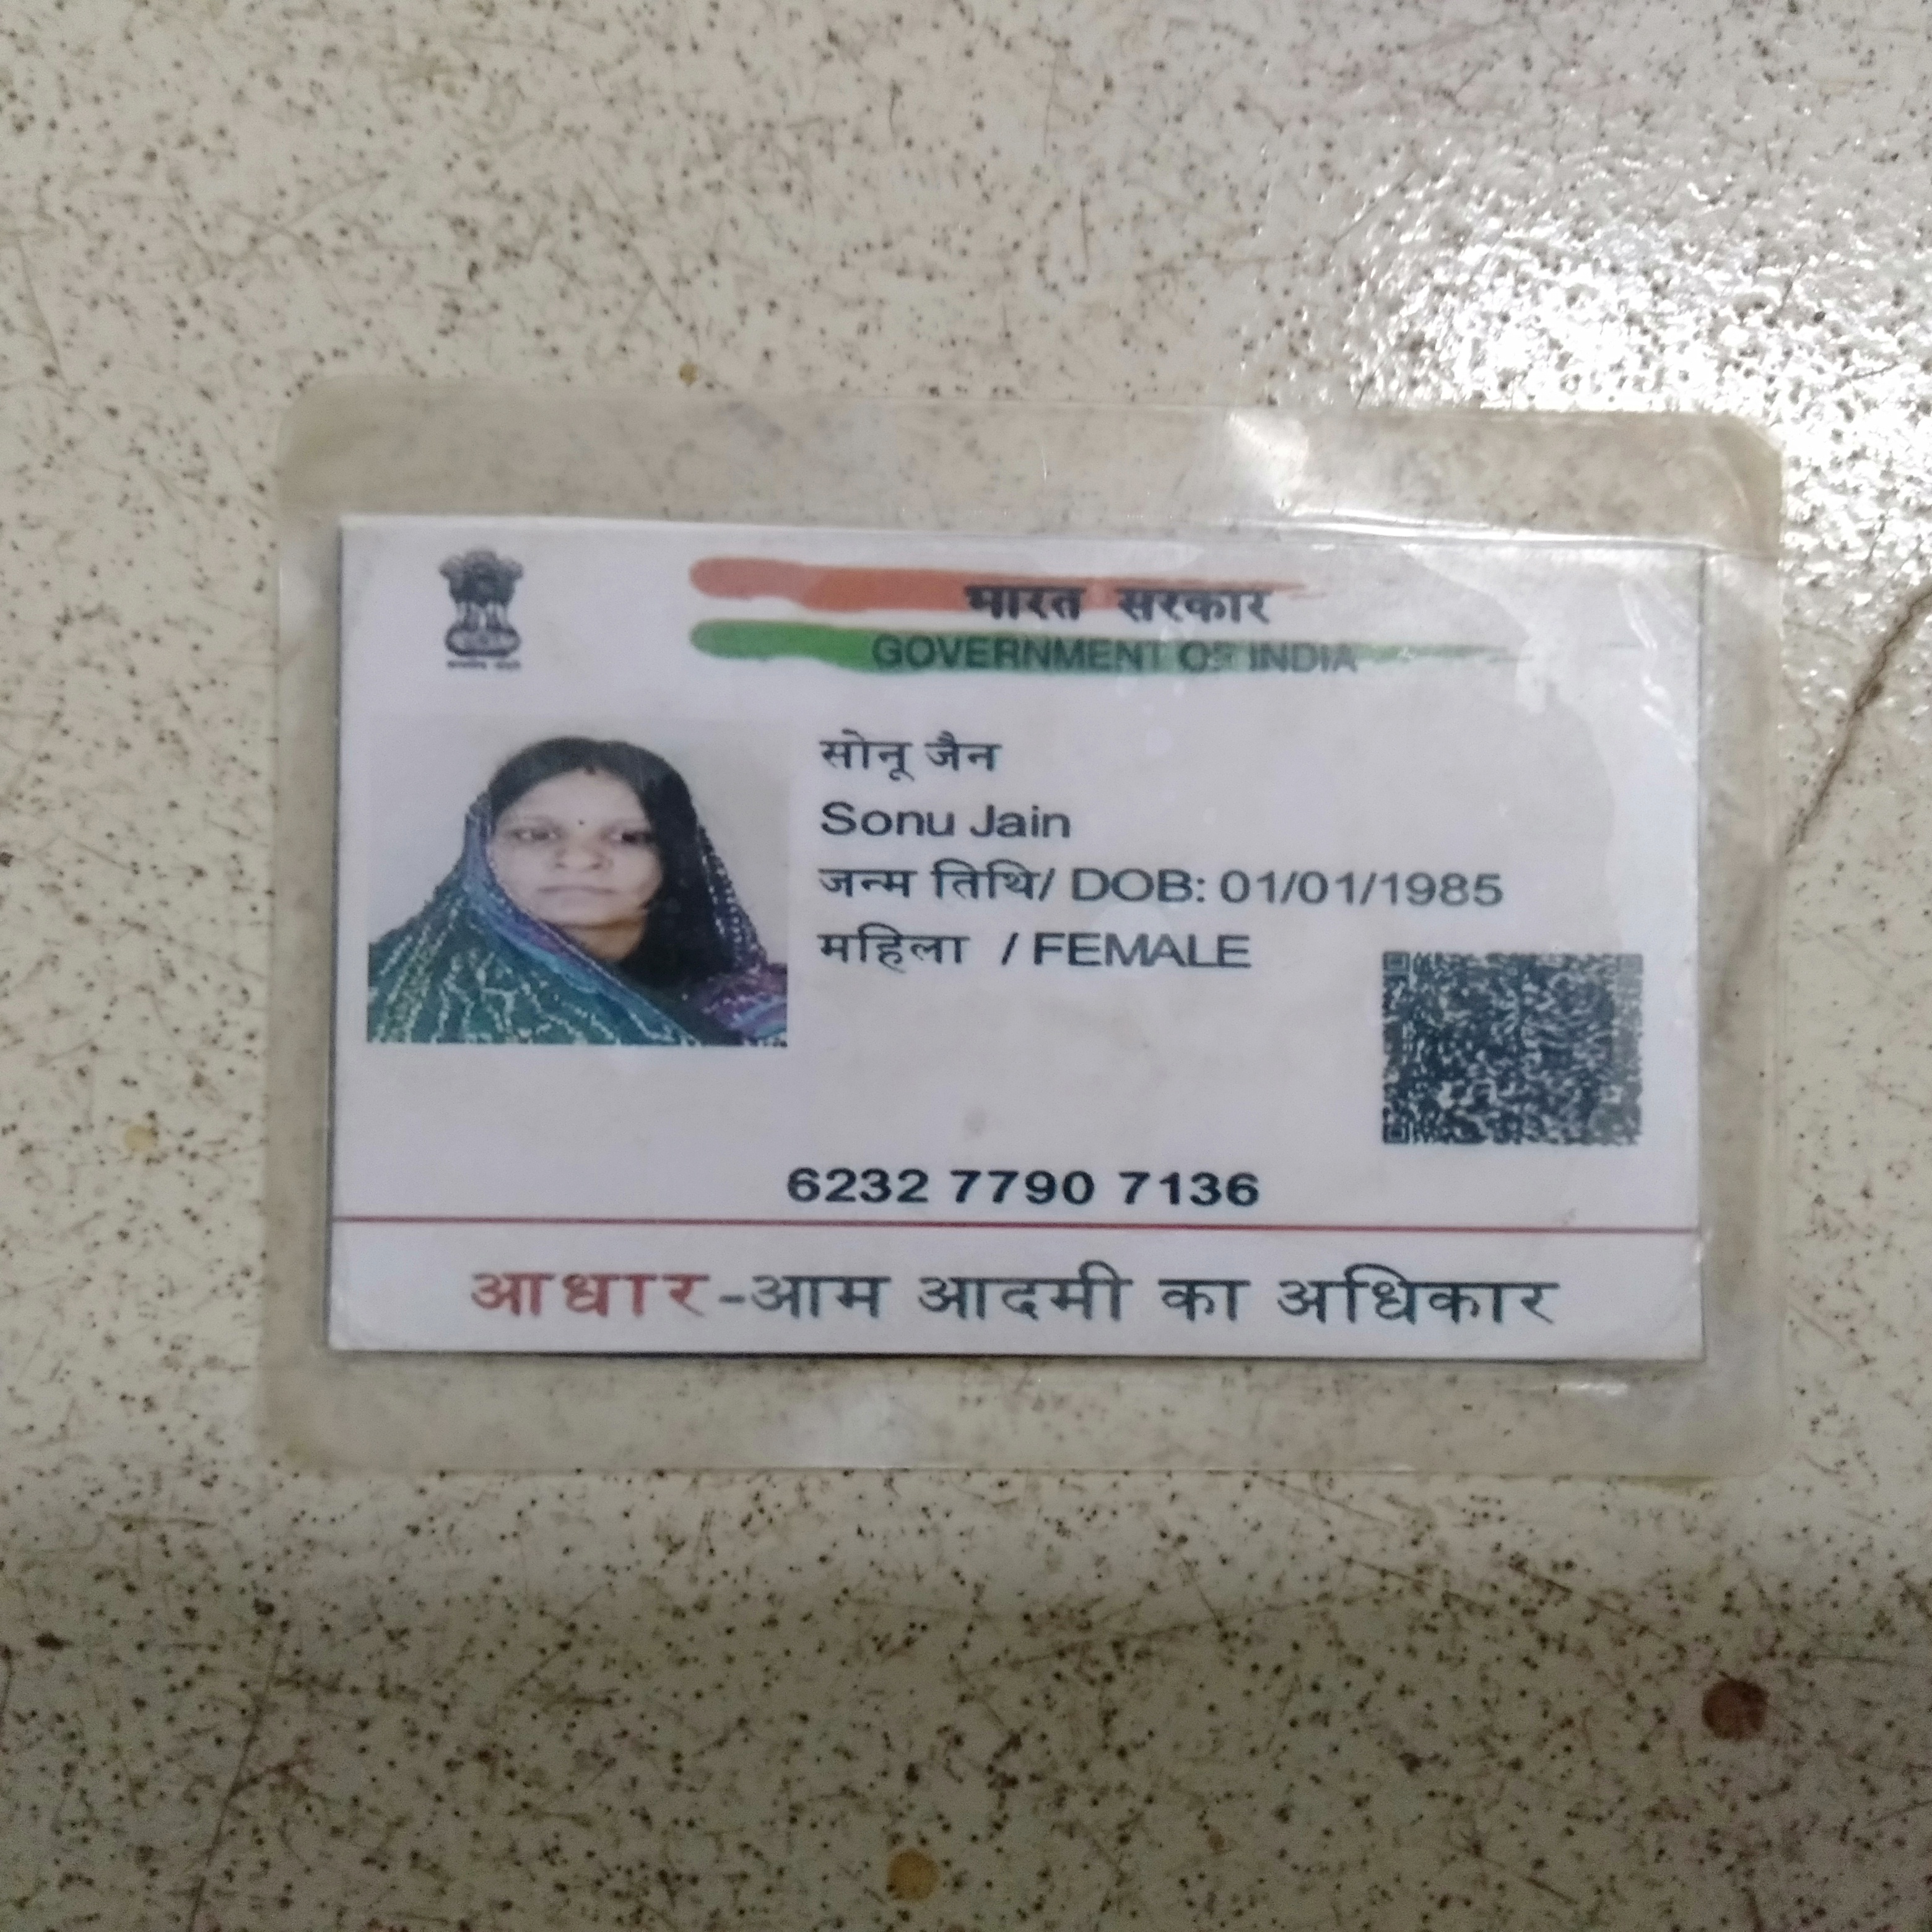 भारत सरकार
GOVERNMENT OF INDIA
सोनू जैन
Sonu Jain
जन्म तिथि/ DOB: 01/01/1985
महिला / FEMALE
6232 7790 7136
आधार-आम आदमी का अधिकार